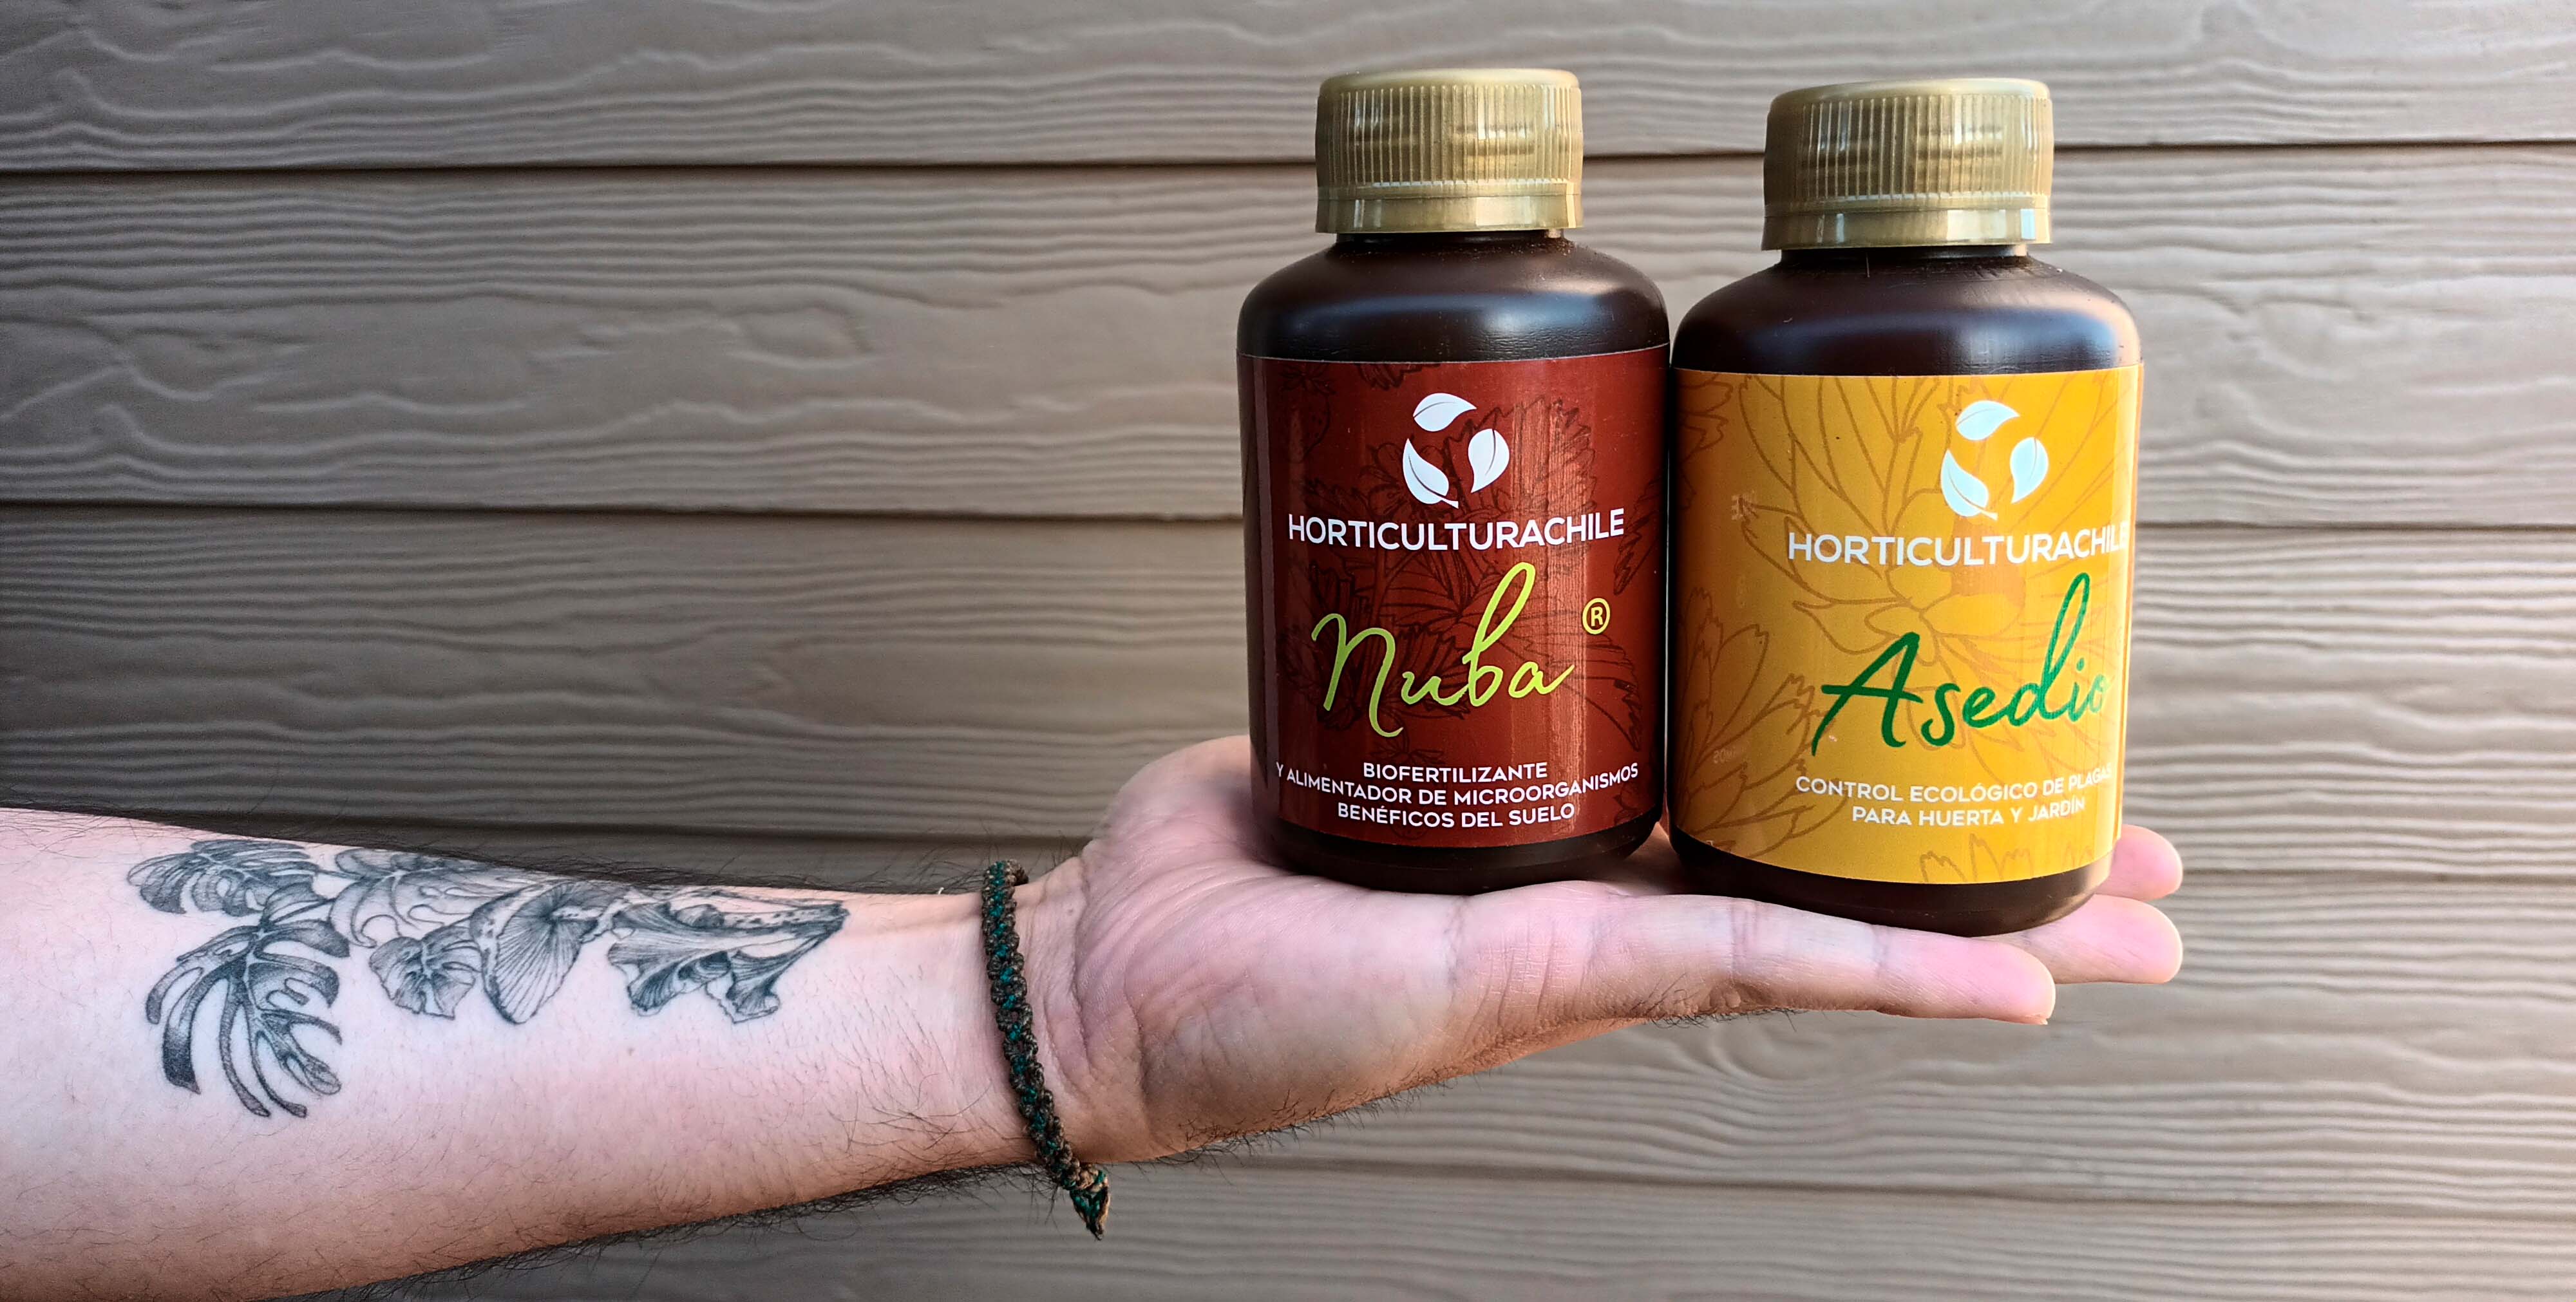 HORTICULTURACHILE
Nuba ®
BIOFERTILIZANTE
Y ALIMENTADOR DE MICROORGANISMOS
BENÉFICOS DEL SUELO
HORTICULTURACHILE
Asedio
CONTROL ECOLÓGICO DE PLAGAS
PARA HUERTA Y JARDÍN